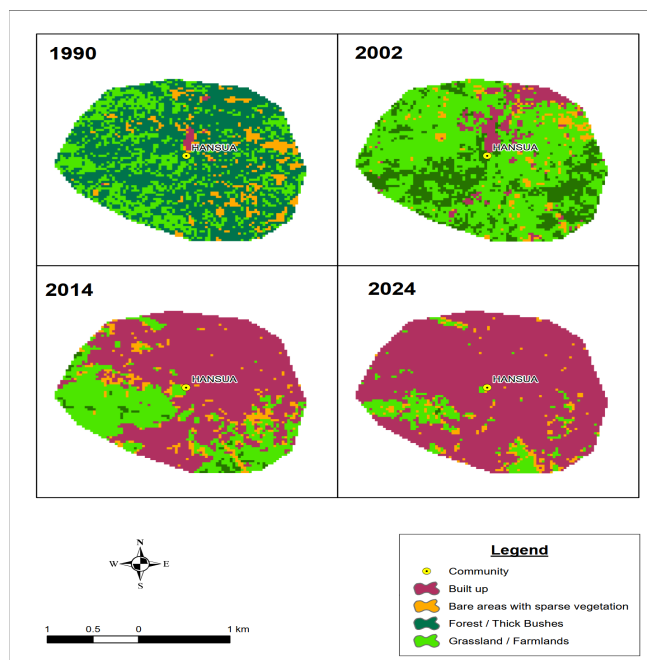 1990
2002
HANSUA
HANSUA
2014
2024
HANSUA
HANSUA
N
W E
S
Legend
Community
Built up
Bare areas with sparse vegetation
Forest / Thick Bushes
Grassland / Farmlands
1 0.5 0 1 km